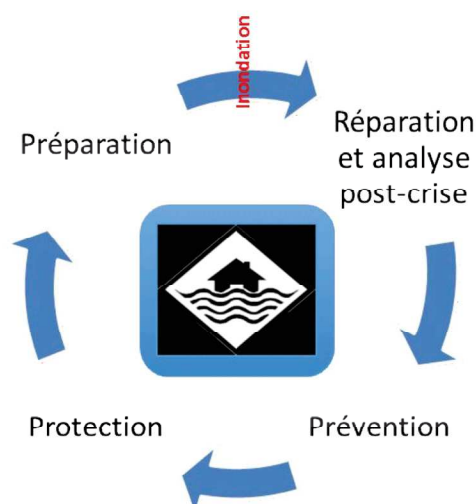 Inondation
Préparation
Réparation
et analyse
post-crise
Protection
Prévention